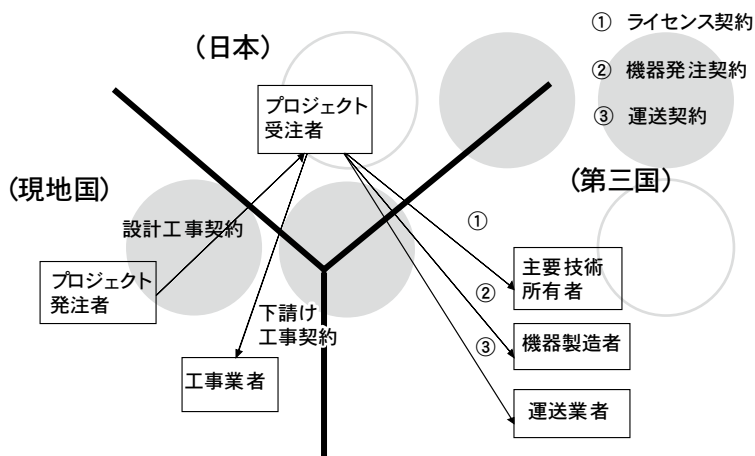 ① ライセンス契約
② 機器発注契約
③ 運送契約
(日本)
プロジェクト
受注者
(現地国)
(第三国)
設計工事契約
プロジェクト
発注者
下請け
工事契約
工事業者
①
②
③
主要技術
所有者
機器製造者
運送業者